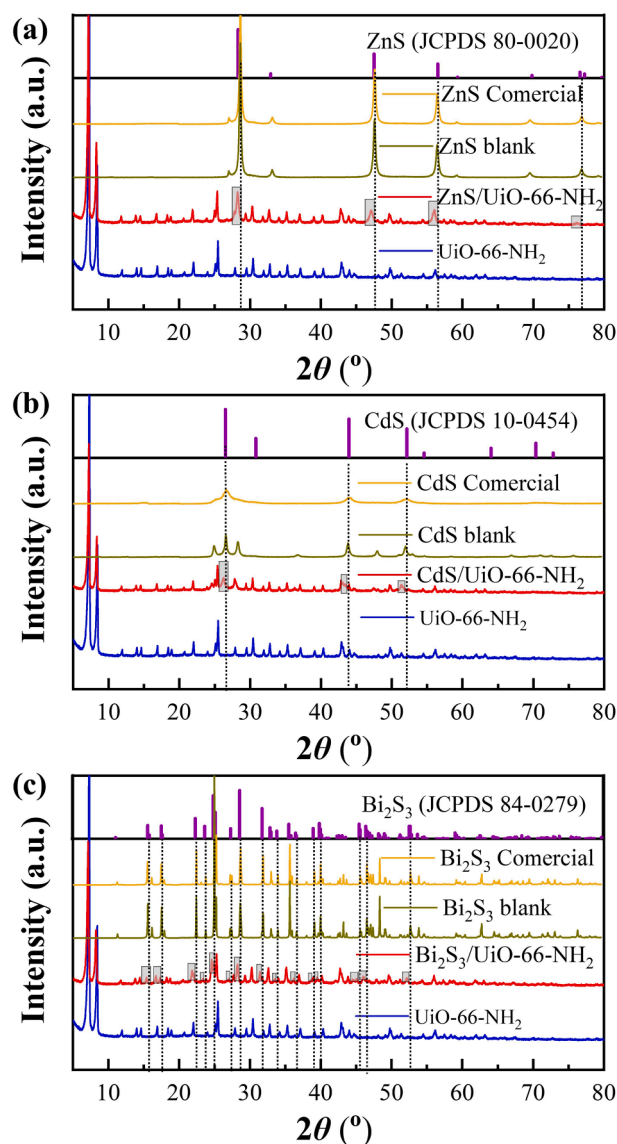 (a)
ZnS (JCPDS 80-0020)
ZnS Comercial
ZnS blank
ZnS/UiO-66-NH₂
UiO-66-NH₂
Intensity (a.u.)
10 20 30 40 50 60 70 80
2θ (º)
(b)
CdS (JCPDS 10-0454)
CdS Comercial
CdS blank
CdS/UiO-66-NH₂
UiO-66-NH₂
Intensity (a.u.)
10 20 30 40 50 60 70 80
2θ (º)
(c)
Bi₂S₃ (JCPDS 84-0279)
Bi₂S₃ Comercial
Bi₂S₃ blank
Bi₂S₃/UiO-66-NH₂
UiO-66-NH₂
Intensity (a.u.)
10 20 30 40 50 60 70 80
2θ (º)